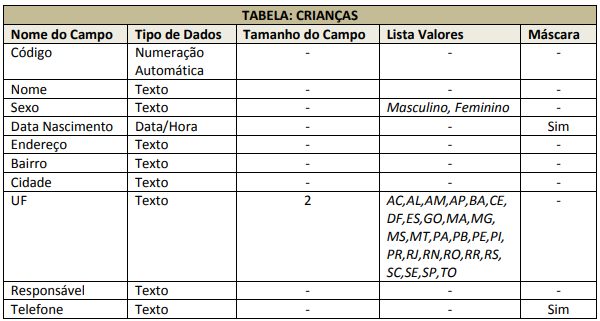 TABELA: CRIANÇAS
Nome do Campo Tipo de Dados Tamanho do Campo Lista Valores Máscara
Código Numeração Automática - - -
Nome Texto - - -
Sexo Texto - Masculino, Feminino -
Data Nascimento Data/Hora - - Sim
Endereço Texto - - -
Bairro Texto - - -
Cidade Texto - - -
UF Texto 2 AC,AL,AM,AP,BA,CE, -
DF,ES,GO,MA,MG,
MS,MT,PA,PB,PE,PI,
PR,RJ,RN,RO,RR,RS,
SC,SE,SP,TO
Responsável Texto - - -
Telefone Texto - - Sim